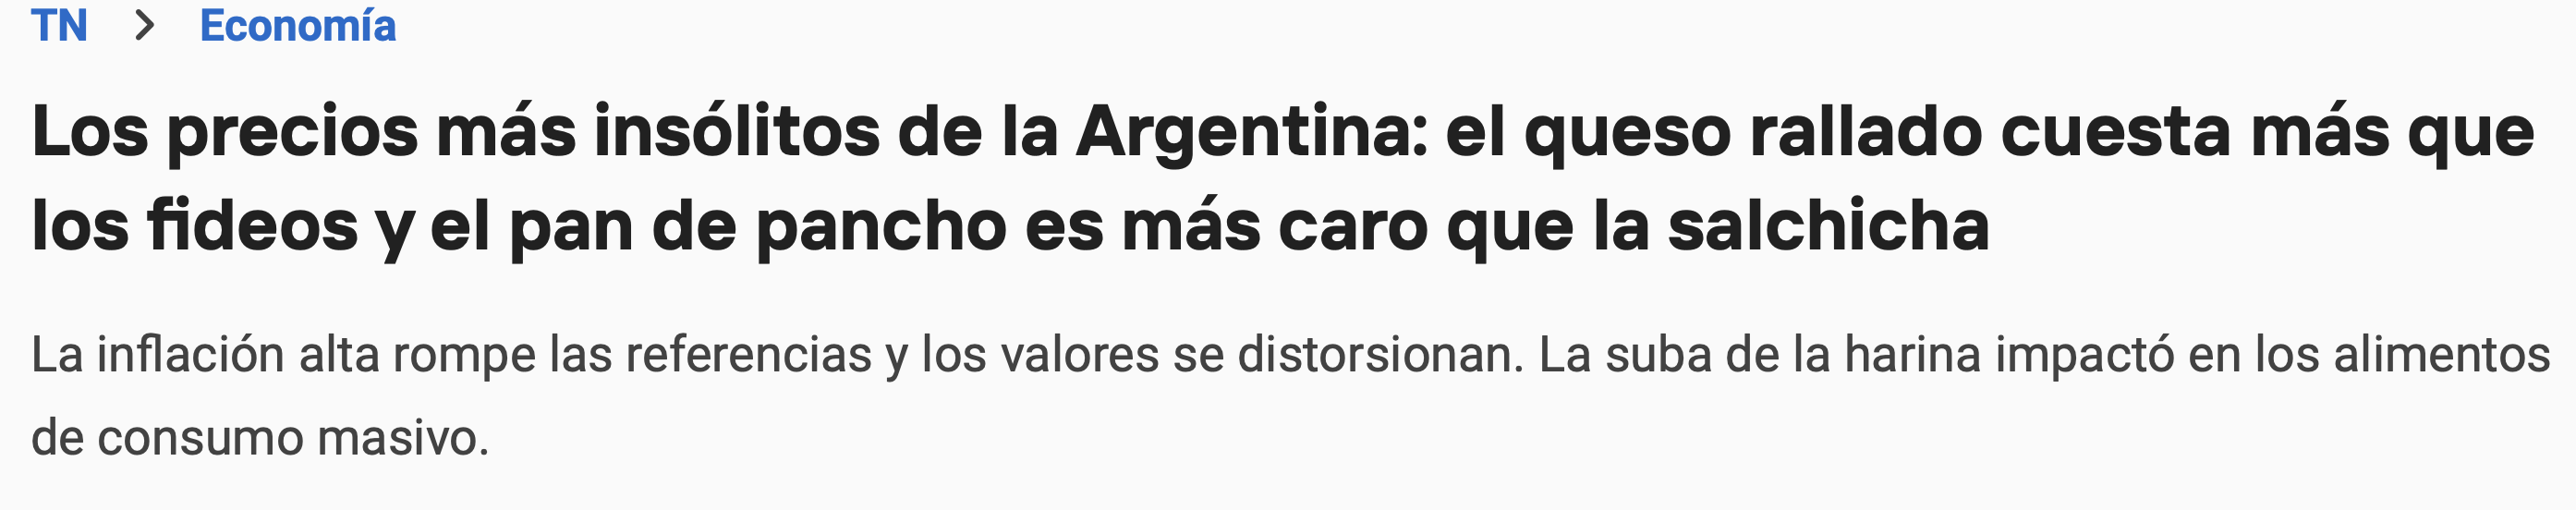 TN > Economía
Los precios más insólitos de la Argentina: el queso rallado cuesta más que
los fideos y el pan de pancho es más caro que la salchicha
La inflación alta rompe las referencias y los valores se distorsionan. La suba de la harina impactó en los alimentos
de consumo masivo.